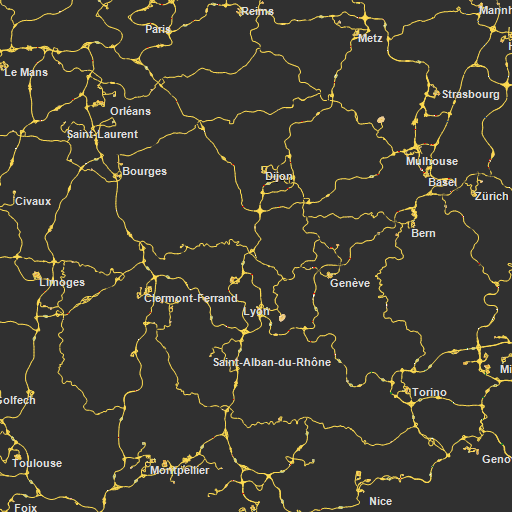 Reims
Paris
Metz
Le Mans
Strasbourg
Orléans
Saint-Laurent
Mulhouse
Bourges
Dijon
Basel
Zürich
Civaux
Bern
Limoges
Genève
Clermont-Ferrand
Lyon
Saint-Alban-du-Rhône
Torino
Toulouse
Montpellier
Nice
Foix